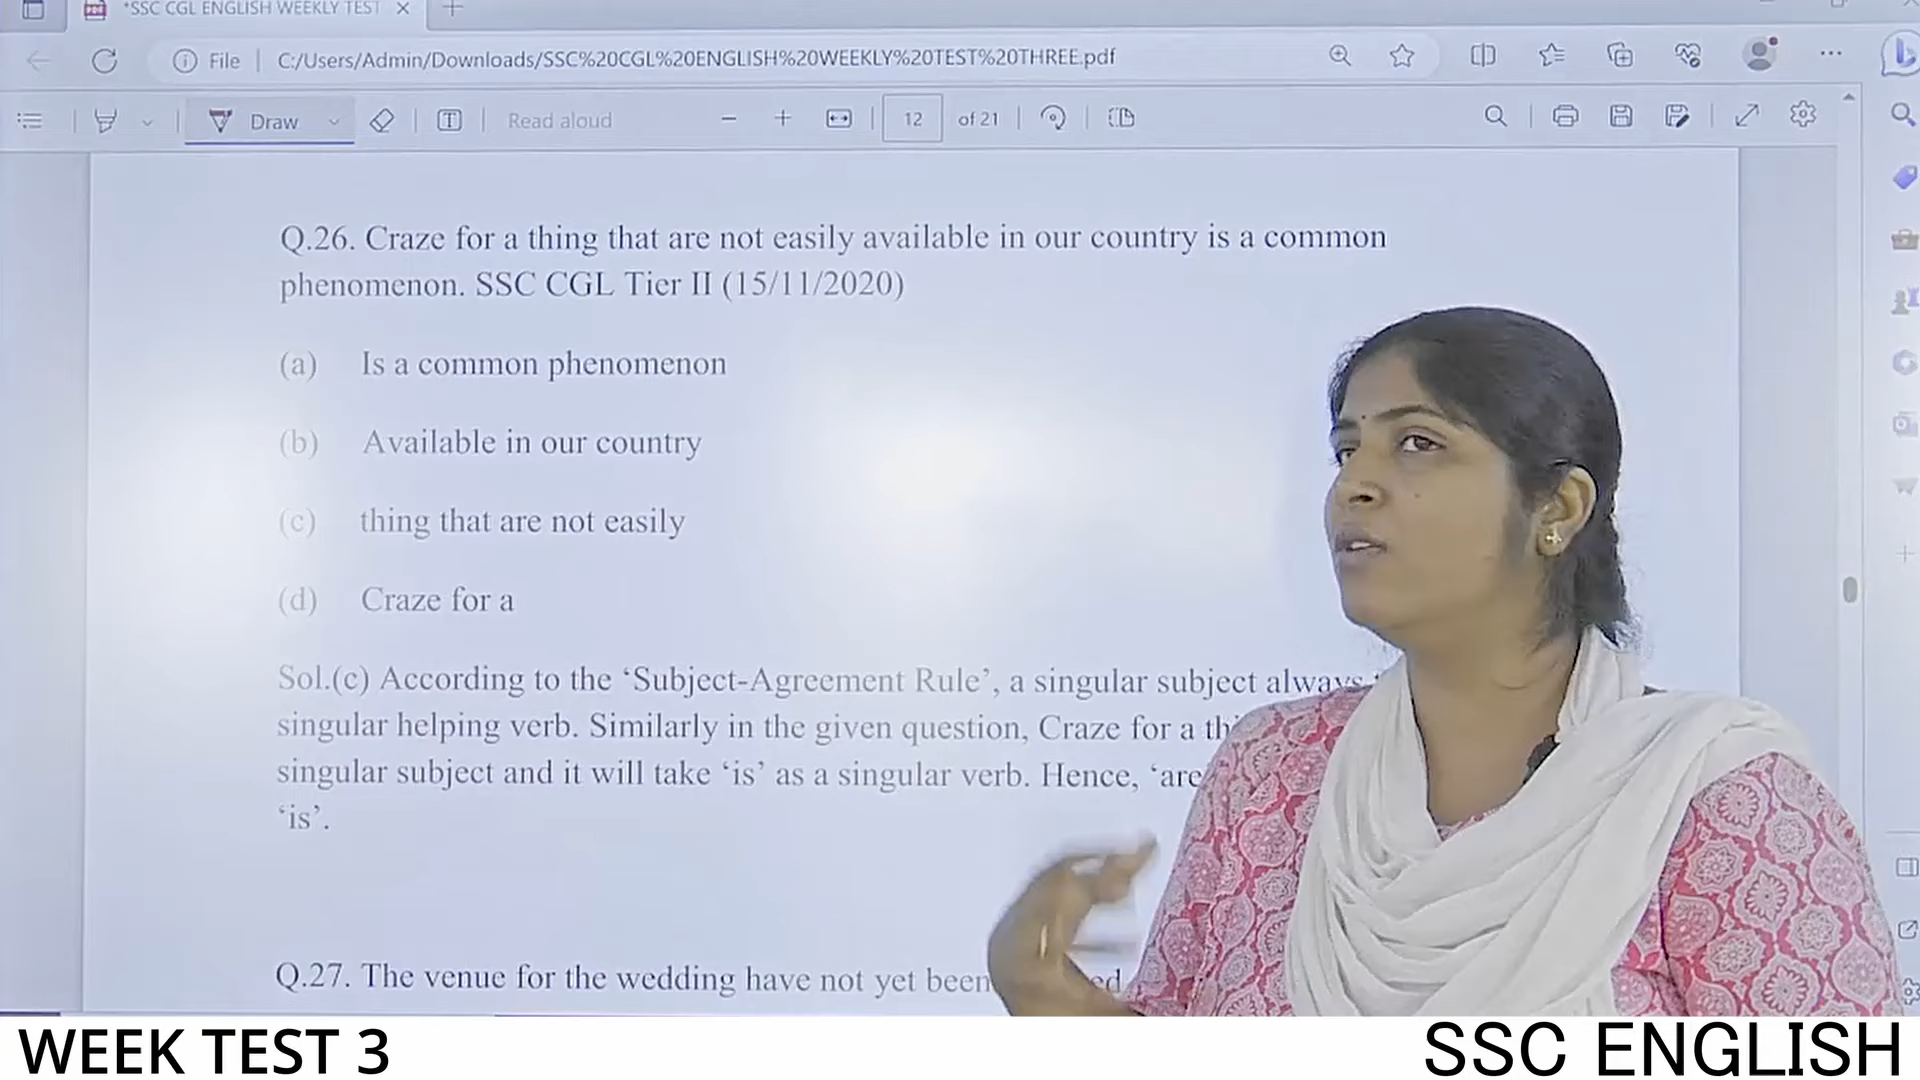 *SSC CGL ENGLISH WEEKLY TEST
File
C:/Users/Admin/Downloads/SSC%20CGL%20ENGLISH%20WEEKLY%20TEST%20THREE.pdf
Draw
Read aloud
12 of 21
Q.26. Craze for a thing that are not easily available in our country is a common
phenomenon. SSC CGL Tier II (15/11/2020)
(a) Is a common phenomenon
(b) Available in our country
(c) thing that are not easily
(d) Craze for a
Sol.(c) According to the ‘Subject-Agreement Rule’, a singular subject always
singular helping verb. Similarly in the given question, Craze for a
singular subject and it will take ‘is’ as a singular verb. Hence, ‘are
‘is’.
Q.27. The venue for the wedding have not yet been
WEEK TEST 3
SSC ENGLISH